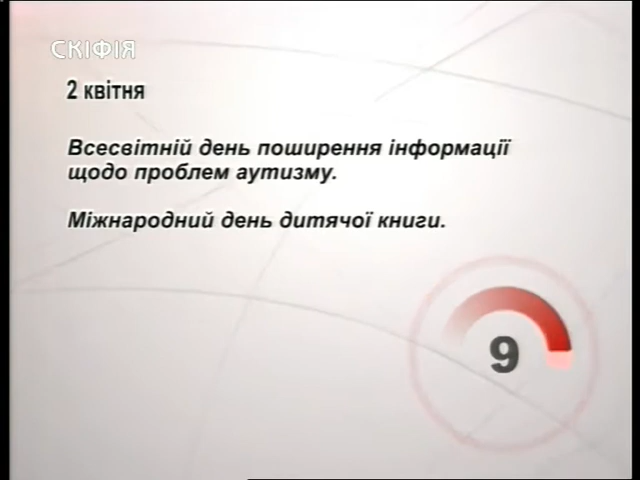 СКІФІЯ
2 квітня
Всесвітній день поширення інформації
щодо проблем аутизму.
Міжнародний день дитячої книги.
9